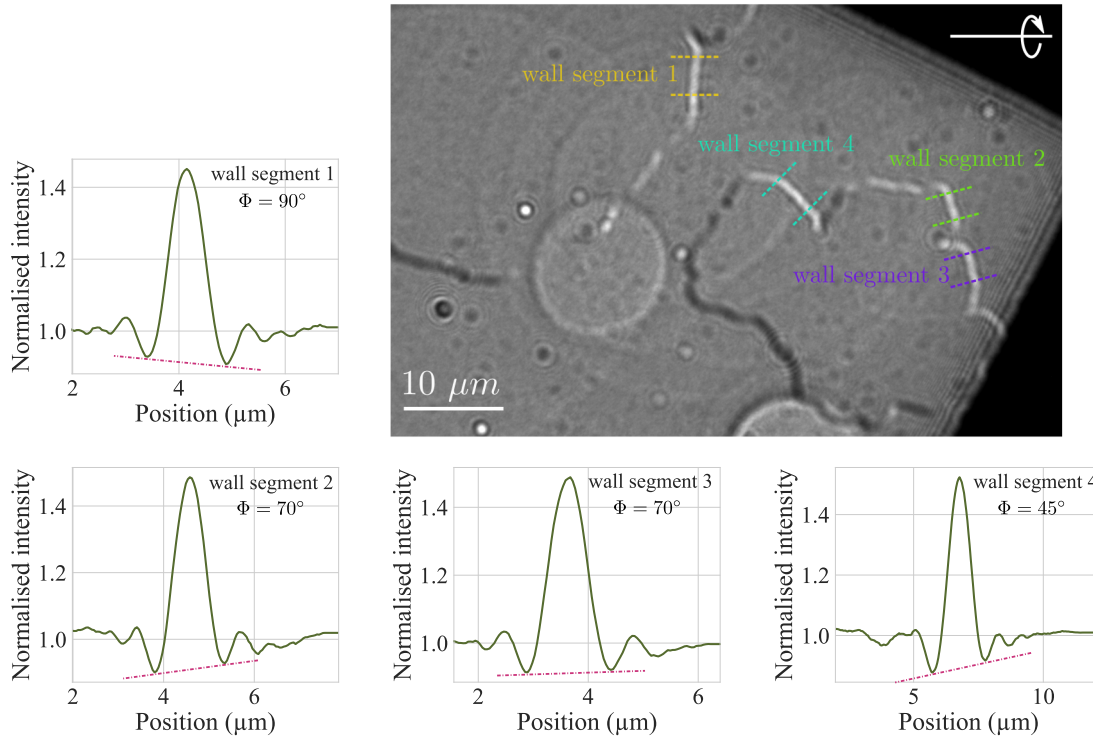 wall segment 1
wall segment 4
wall segment 2
wall segment 3
10 μm
Normalised intensity
1.4
1.2
1.0
wall segment 1
Φ = 90°
2
4
6
Position (µm)
Normalised intensity
1.4
1.2
1.0
wall segment 2
Φ = 70°
2
4
6
Position (µm)
Normalised intensity
1.4
1.2
1.0
wall segment 3
Φ = 70°
2
4
6
Position (µm)
Normalised intensity
1.4
1.2
1.0
wall segment 4
Φ = 45°
5
10
Position (µm)